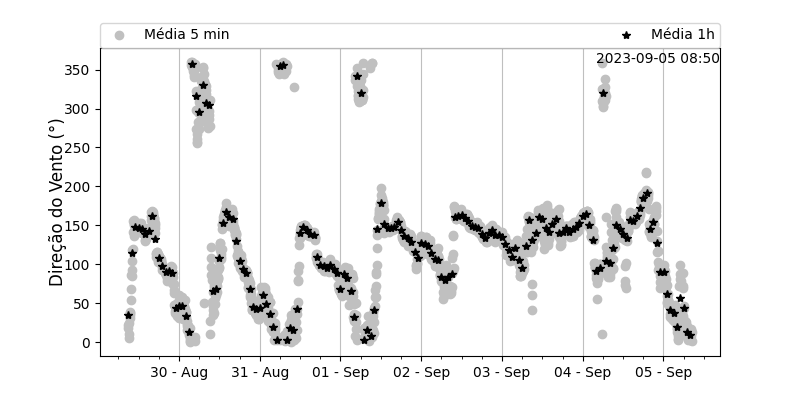 Média 5 min
Média 1h
2023-09-05 08:50
Direção do Vento (°)
350
300
250
200
150
100
50
0
30 - Aug
31 - Aug
01 - Sep
02 - Sep
03 - Sep
04 - Sep
05 - Sep